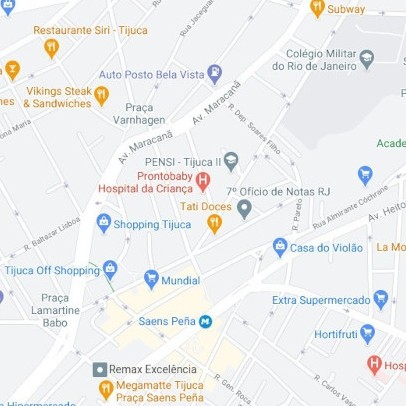 Subway
Rua Jaceguai
Restaurante Siri - Tijuca
Colégio Militar
do Rio de Janeiro
Auto Posto Bela Vista
Vikings Steak
& Sandwiches
Av. Maracanã
Praça
Varnhagen
R. Dep. Soares Filho
Av. Maracanã
Maria
PENSI - Tijuca II
Prontobaby
Hospital da Criança
7º Ofício de Notas RJ
Tati Doces
R. Pareto
Rua Almirante Cóchrane
Av. Heito
R. Baltazar Lisboa
Shopping Tijuca
Casa do Violão
La Mo
Tijuca Off Shopping
Mundial
Praça
Lamartine
Babo
Extra Supermercado
Saens Peña
Hortifruti
Remax Excelência
Hosp
Megamatte Tijuca
Praça Saens Peña
R. Gen. Roca
R. Carlos Vasc
Hipermercado
Acade